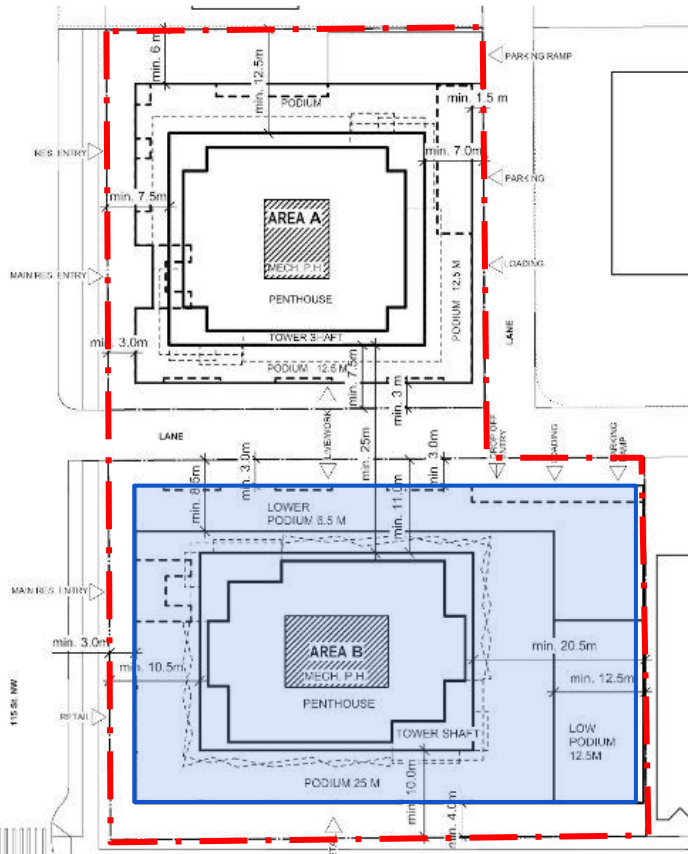 min. 6 m
min. 12.5m
PARKING RAMP
PODIUM
min. 1.5 m
RES. ENTRY
min. 7.0m
PARKING
min. 7.5m
AREA A
MAIN RES. ENTRY
LOADING
MECH. P.H.
PENTHOUSE
PODIUM 12.5 M
TOWER SHAFT
LANE
min. 3.0m
PODIUM 12.5 M
min. 7.5m
min. 3 m
LANE
LIVE/WORK
min. 25m
DROP OFF
ENTRY
LOADING
PARKING
RAMP
min. 8.5m
min. 3.0m
min. 11.0m
min. 3.0m
LOWER
PODIUM 6.5 M
MAIN RES. ENTRY
min. 3.0m
min. 20.5m
AREA B
min. 10.5m
MECH. P.H.
min. 12.5m
PENTHOUSE
115 St. NW
RETAIL
TOWER SHAFT
LOW
PODIUM
12.5M
PODIUM 25 M
min. 10.0m
min. 4.0m